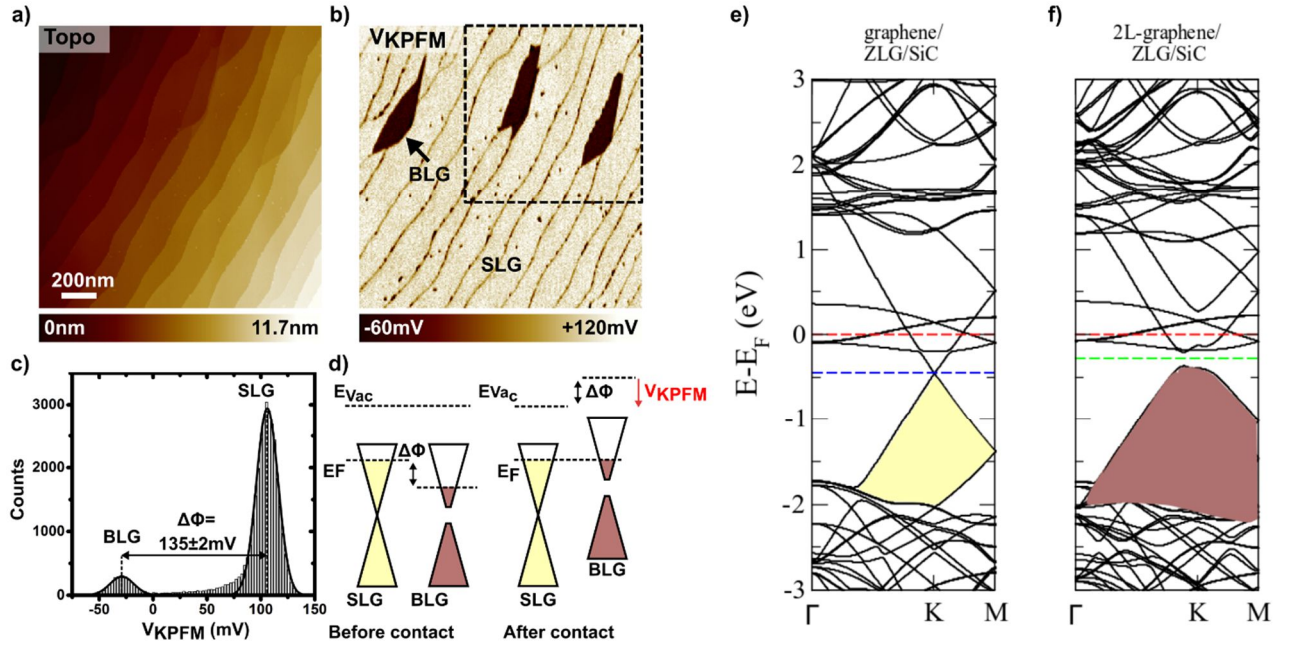 a)
Topo
200nm
0nm
11.7nm
b)
VKPFM
BLG
SLG
-60mV
+120mV
c)
SLG
BLG
ΔΦ=
135±2mV
Counts
3000
2000
1000
0
-50
0
50
100
150
VKPFM (mV)
d)
EVac
EVac
ΔΦ
VKPFM
ΔΦ
EF
EF
SLG
BLG
SLG
BLG
Before contact
After contact
e)
graphene/
ZLG/SiC
E-EF (eV)
3
2
1
0
-1
-2
-3
Γ
K
M
f)
2L-graphene/
ZLG/SiC
Γ
K
M